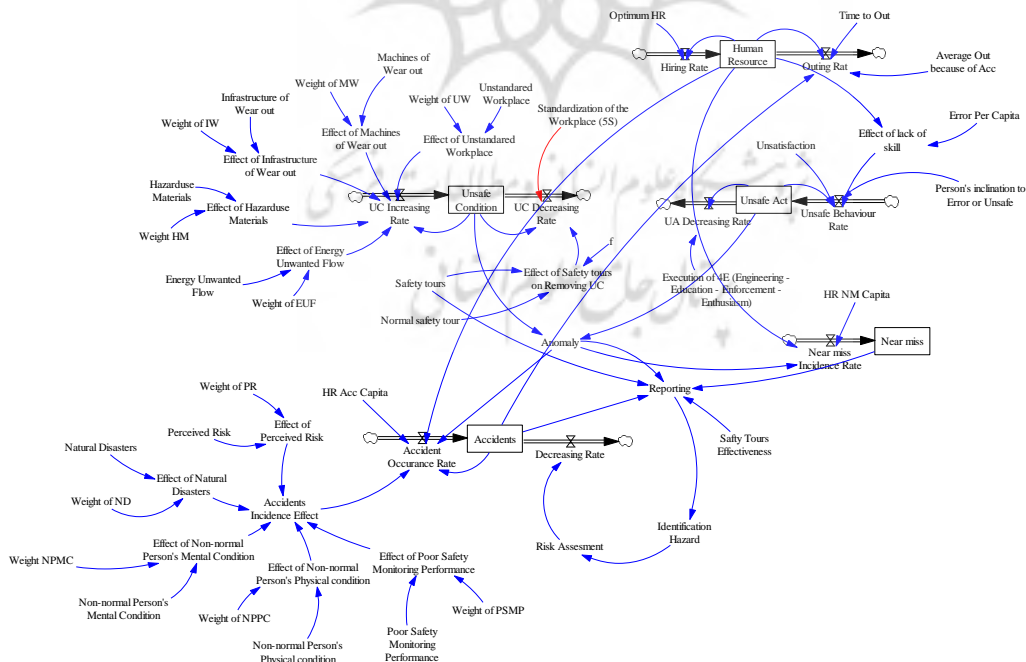 Optimum HR
Time to Out
Human
Resource
Hiring Rate
Outing Rat
Average Out
because of Acc
Machines of
Wear out
Weight of MW
Infrastructure of
Wear out
Weight of IW
Effect of Machines
of Wear out
Weight of UW
Unstandared
Workplace
Effect of Unstandared
Workplace
Standardization of the
Workplace (5S)
Error Per Capita
Effect of lack of
skill
Unsatisfaction
Effect of Infrastructure
of Wear out
Hazarduse
Materials
Effect of Hazarduse
Materials
Weight HM
UC Increasing
Rate
Unsafe
Condition
UC Decreasing
Rate
Unsafe Act
UA Decreasing Rate
Unsafe Behaviour
Rate
Person's inclination to
Error or Unsafe
Effect of Energy
Unwanted Flow
Energy Unwanted
Flow
Weight of EUF
f
Effect of Safety tours
on Removing UC
Safety tours
Normal safety tour
Execution of 4E (Engineering -
Education - Enforcement -
Enthusiasm)
HR NM Capita
Anomaly
Near miss
Incidence Rate
Near miss
Reporting
Weight of PR
HR Acc Capita
Effect of
Perceived Risk
Perceived Risk
Accident
Occurance Rate
Accidents
Decreasing Rate
Safty Tours
Effectiveness
Natural Disasters
Effect of Natural
Disasters
Weight of ND
Accidents
Incidence Effect
Identification
Hazard
Risk Assesment
Effect of Non-normal
Person's Mental Condition
Weight NPMC
Effect of Non-normal
Person's Physical condition
Effect of Poor Safety
Monitoring Performance
Non-normal Person's
Mental Condition
Weight of NPPC
Weight of PSMP
Non-normal Person's
Physical condition
Poor Safety
Monitoring
Performance